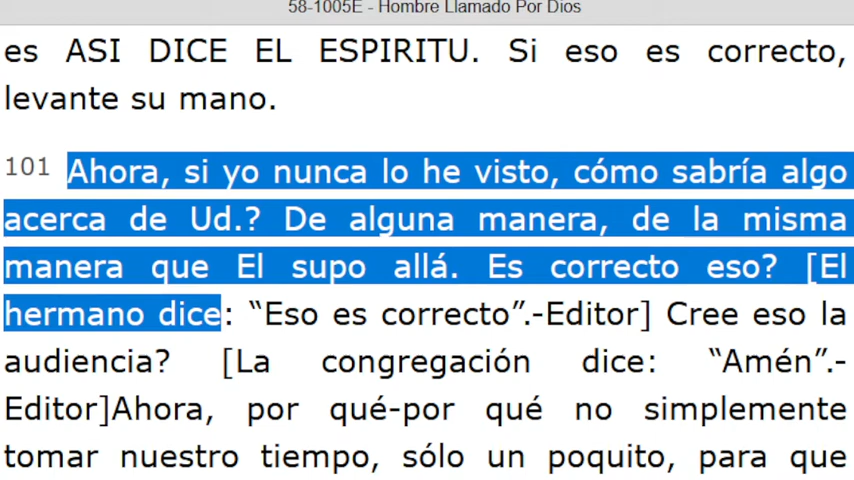 58-1005E - Hombre Llamado Por Dios
es ASI DICE EL ESPIRITU. Si eso es correcto,
levante su mano.
101 Ahora, si yo nunca lo he visto, cómo sabría algo
acerca de Ud.? De alguna manera, de la misma
manera que El supo allá. Es correcto eso? [El
hermano dice: “Eso es correcto”.-Editor] Cree eso la
audiencia? [La congregación dice: “Amén”.-
Editor]Ahora, por qué-por qué no simplemente
tomar nuestro tiempo, sólo un poquito, para que